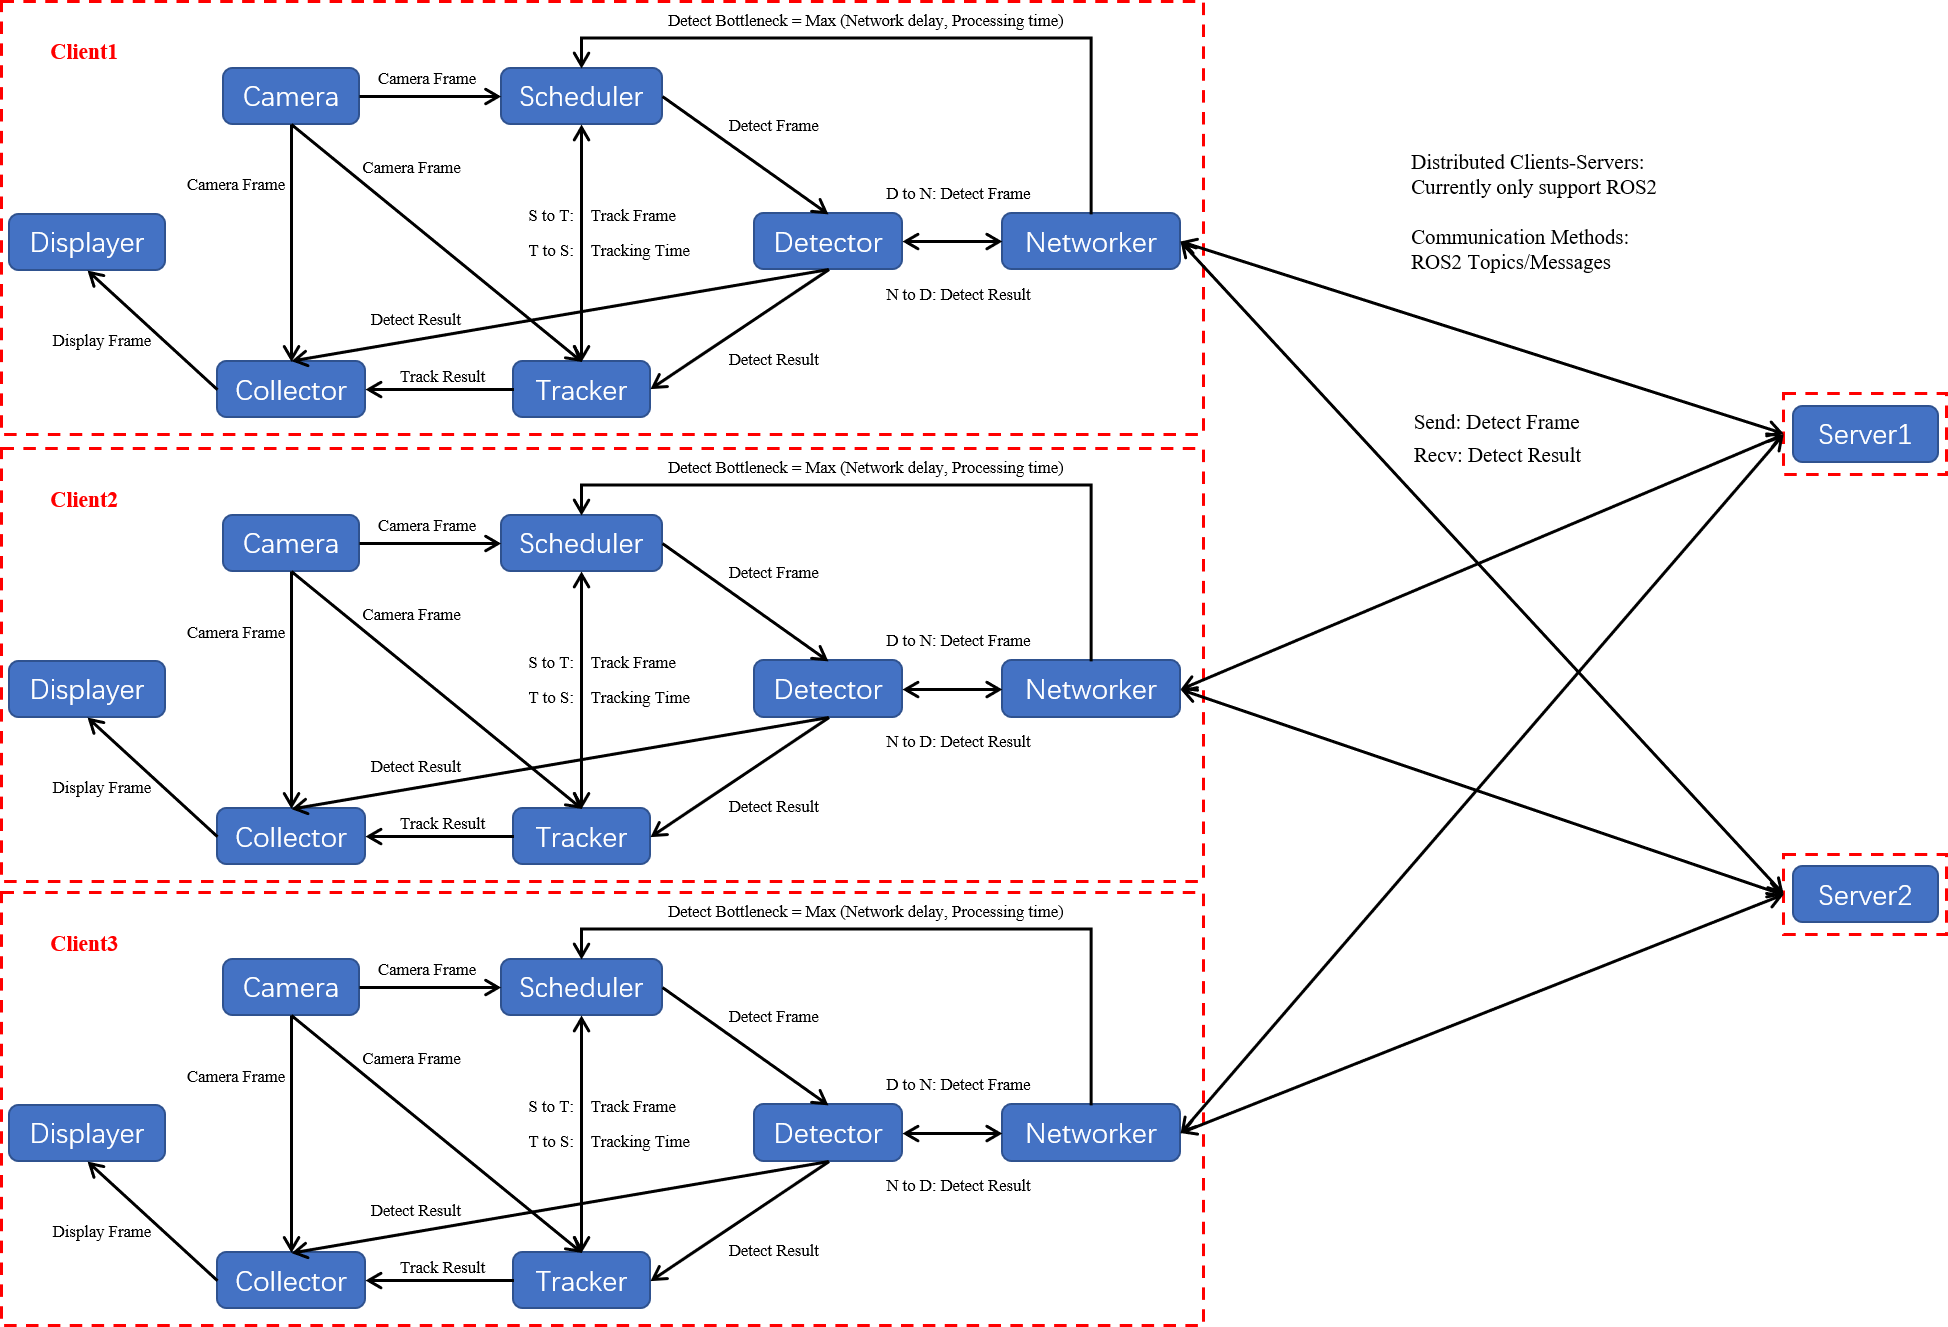 Detect Bottleneck = Max (Network delay, Processing time)
Client1
Camera
Camera Frame
Scheduler
Detect Frame
Camera Frame
Camera Frame
D to N: Detect Frame
S to T: Track Frame
T to S: Tracking Time
Displayer
Detector
Networker
N to D: Detect Result
Detect Result
Display Frame
Detect Result
Track Result
Collector
Tracker
Detect Bottleneck = Max (Network delay, Processing time)
Client2
Camera
Camera Frame
Scheduler
Detect Frame
Camera Frame
Camera Frame
D to N: Detect Frame
S to T: Track Frame
T to S: Tracking Time
Displayer
Detector
Networker
N to D: Detect Result
Detect Result
Display Frame
Detect Result
Track Result
Collector
Tracker
Detect Bottleneck = Max (Network delay, Processing time)
Client3
Camera
Camera Frame
Scheduler
Detect Frame
Camera Frame
Camera Frame
D to N: Detect Frame
S to T: Track Frame
T to S: Tracking Time
Displayer
Detector
Networker
N to D: Detect Result
Detect Result
Display Frame
Detect Result
Track Result
Collector
Tracker
Distributed Clients-Servers:
Currently only support ROS2
Communication Methods:
ROS2 Topics/Messages
Send: Detect Frame
Recv: Detect Result
Server1
Server2